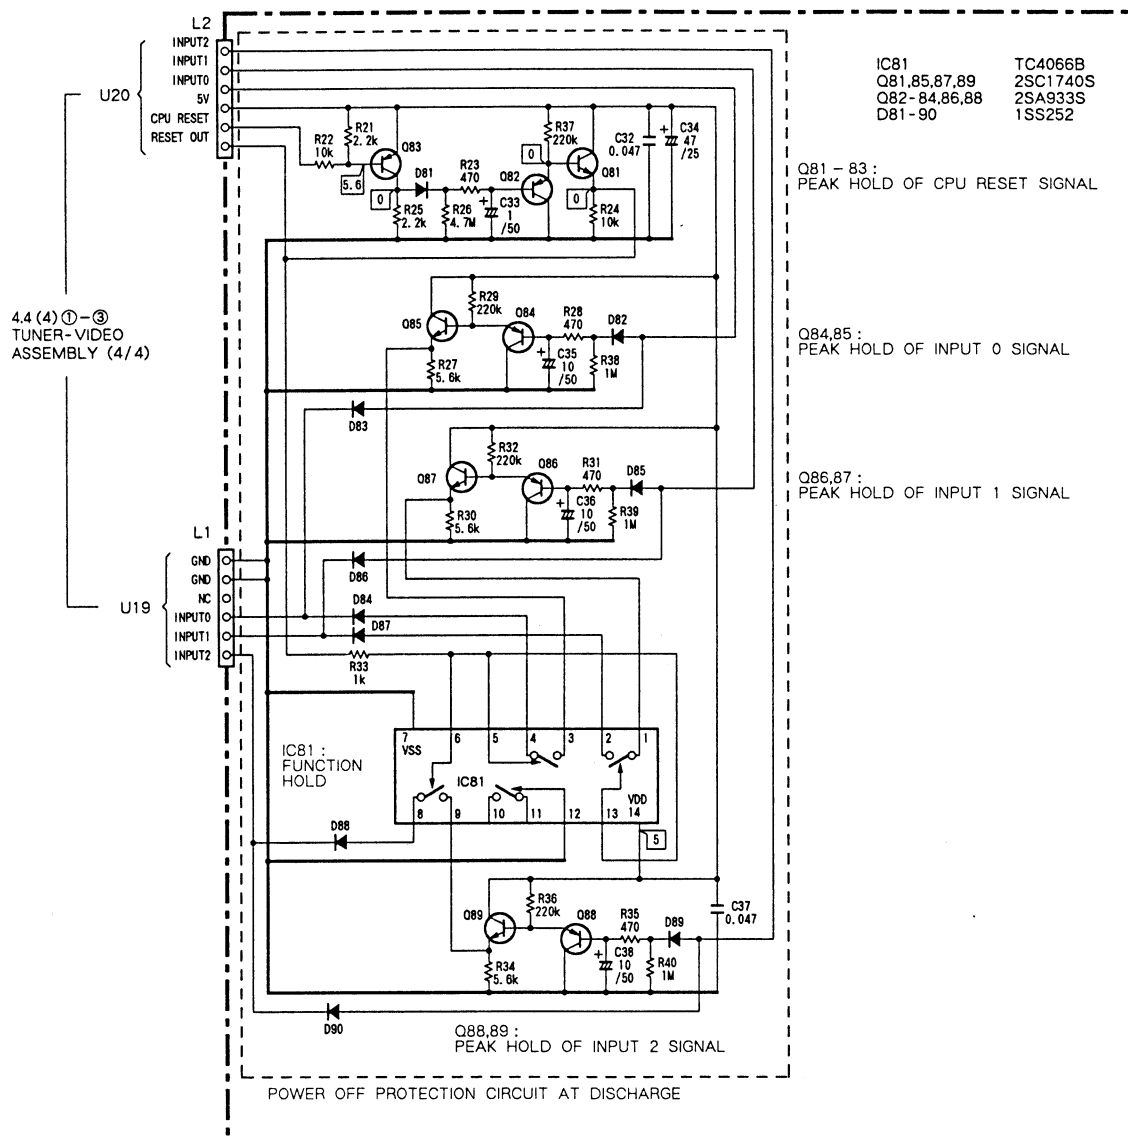 L2
INPUT2
INPUT1
INPUT0
5V
CPU RESET
RESET OUT
U20
IC81 TC4066B
Q81,85,87,89 2SC1740S
Q82-84,86,88 2SA933S
D81-90 1SS252
R22
10k
R21
2.2k
Q83
5.6
0
D81
R25
2.2k
R26
4.7M
R23
470
C33
1
/50
Q82
R37
220k
0
0
Q81
R24
10k
C32
0.047
C34
47
/25
Q81-83:
PEAK HOLD OF CPU RESET SIGNAL
4.4(4)①-③
TUNER-VIDEO
ASSEMBLY (4/4)
Q85
R29
220k
Q84
R28
470
D82
R27
5.6k
C35
10
/50
R38
1M
D83
Q84,85:
PEAK HOLD OF INPUT 0 SIGNAL
Q87
R32
220k
Q86
R31
470
D85
R30
5.6k
C36
10
/50
R39
1M
D86
Q86,87:
PEAK HOLD OF INPUT 1 SIGNAL
L1
GND
GND
NC
INPUT0
INPUT1
INPUT2
U19
D84
D87
R33
1k
IC81:
FUNCTION
HOLD
7 6 5 4 3 2 1
VSS
IC81
VDD
8 9 10 11 12 13 14
5
D88
Q89
R36
220k
Q88
R35
470
D89
C37
0.047
R34
5.6k
C38
10
/50
R40
1M
D90
Q88,89:
PEAK HOLD OF INPUT 2 SIGNAL
POWER OFF PROTECTION CIRCUIT AT DISCHARGE